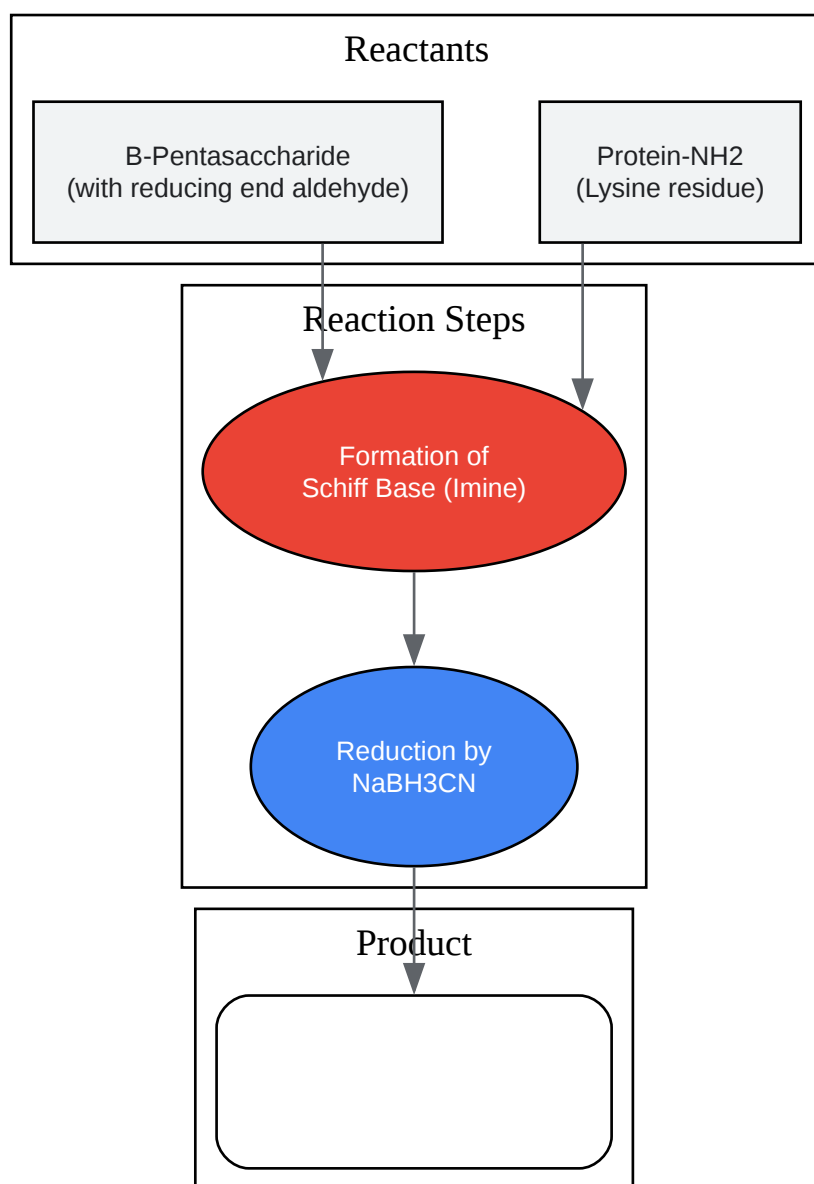 Reactants
B-Pentasaccharide
(with reducing end aldehyde)
Protein-NH2
(Lysine residue)
Reaction Steps
Formation of
Schiff Base (Imine)
Reduction by
NaBH3CN
Product